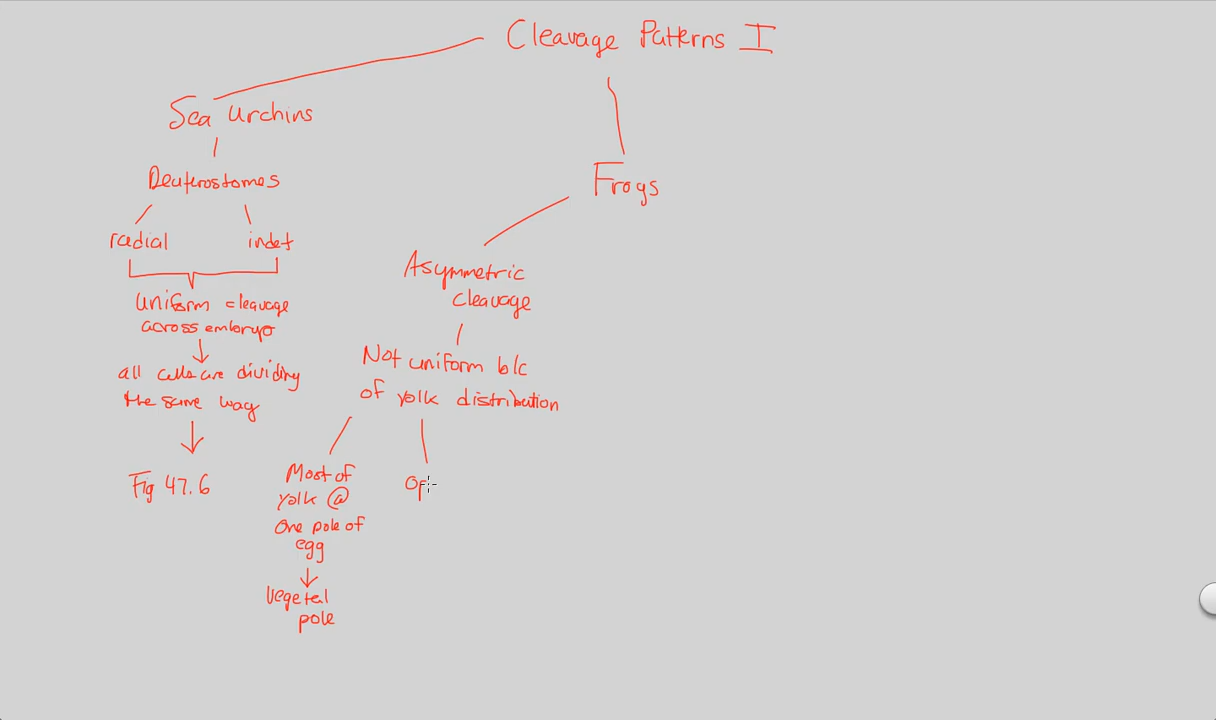 Cleavage Patterns I
Sea Urchins
Deuterostomes
radial
indet
uniform cleavage
across embryo
all cells are dividing
the same way
Fig 47.6
Frogs
Asymmetric
cleavage
Not uniform b/c
of yolk distribution
Most of
yolk @
one pole of
egg
Vegetal
pole
Op